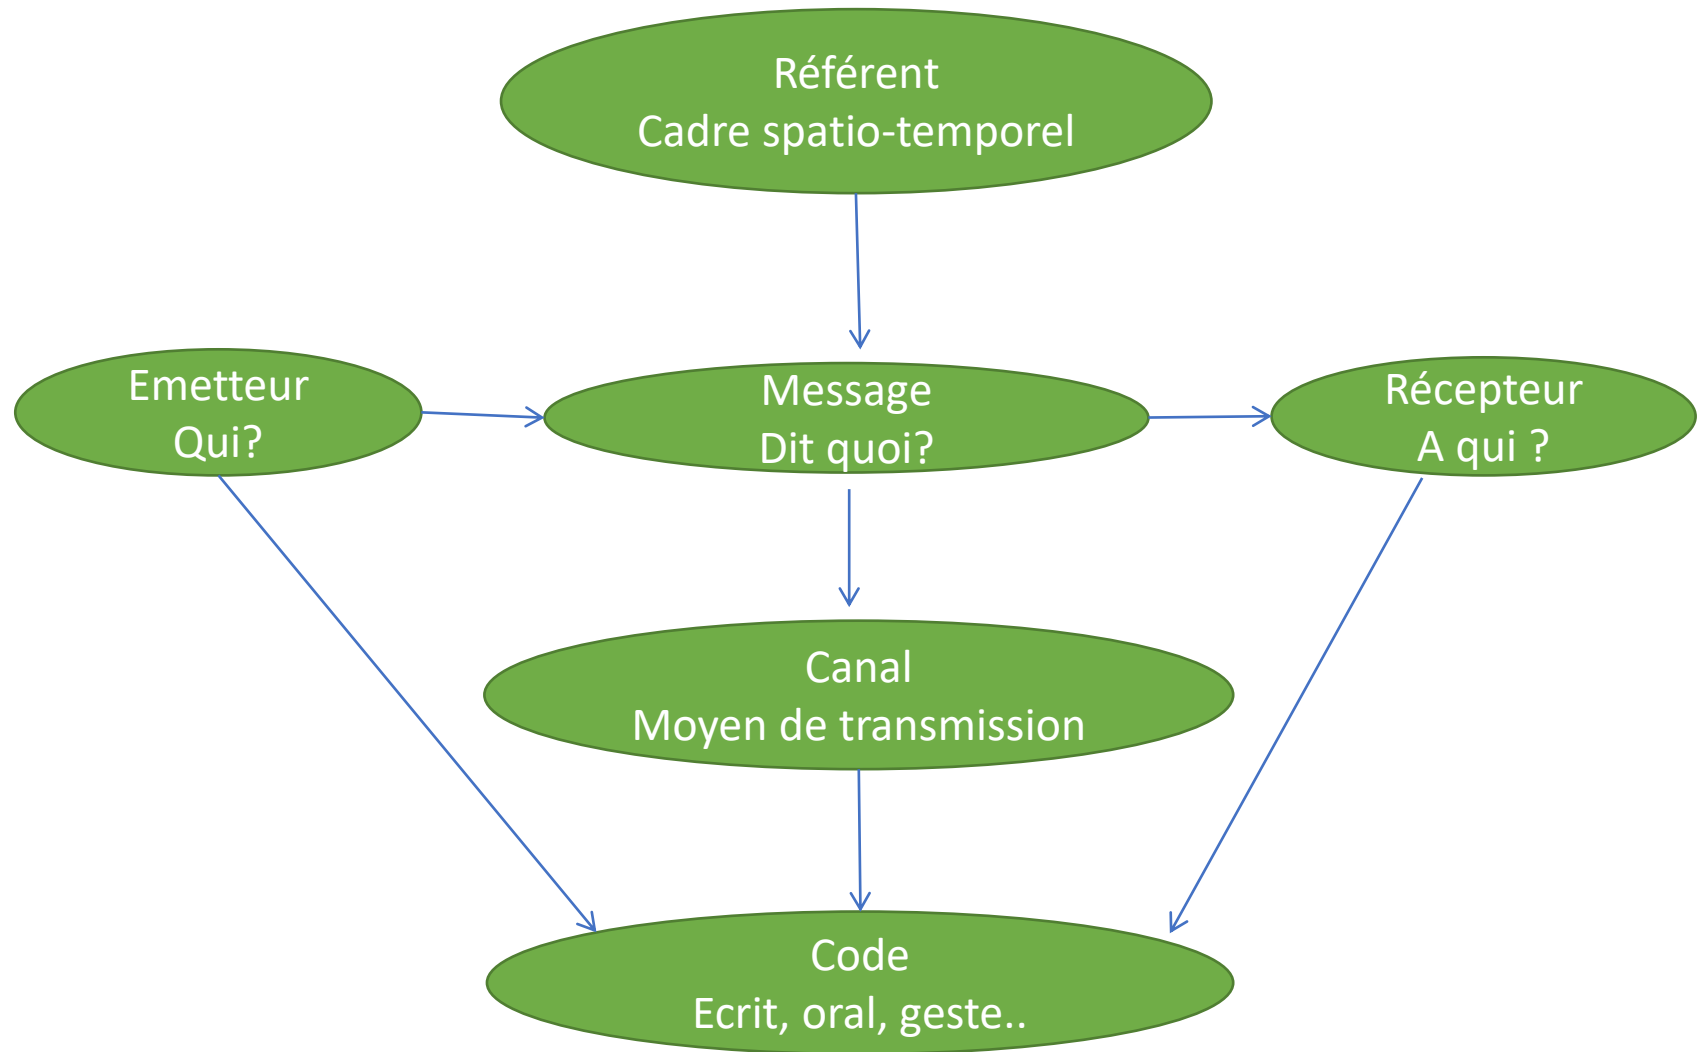 Référent
Cadre spatio-temporel
Emetteur
Qui?
Message
Dit quoi?
Récepteur
A qui ?
Canal
Moyen de transmission
Code
Ecrit, oral, geste..